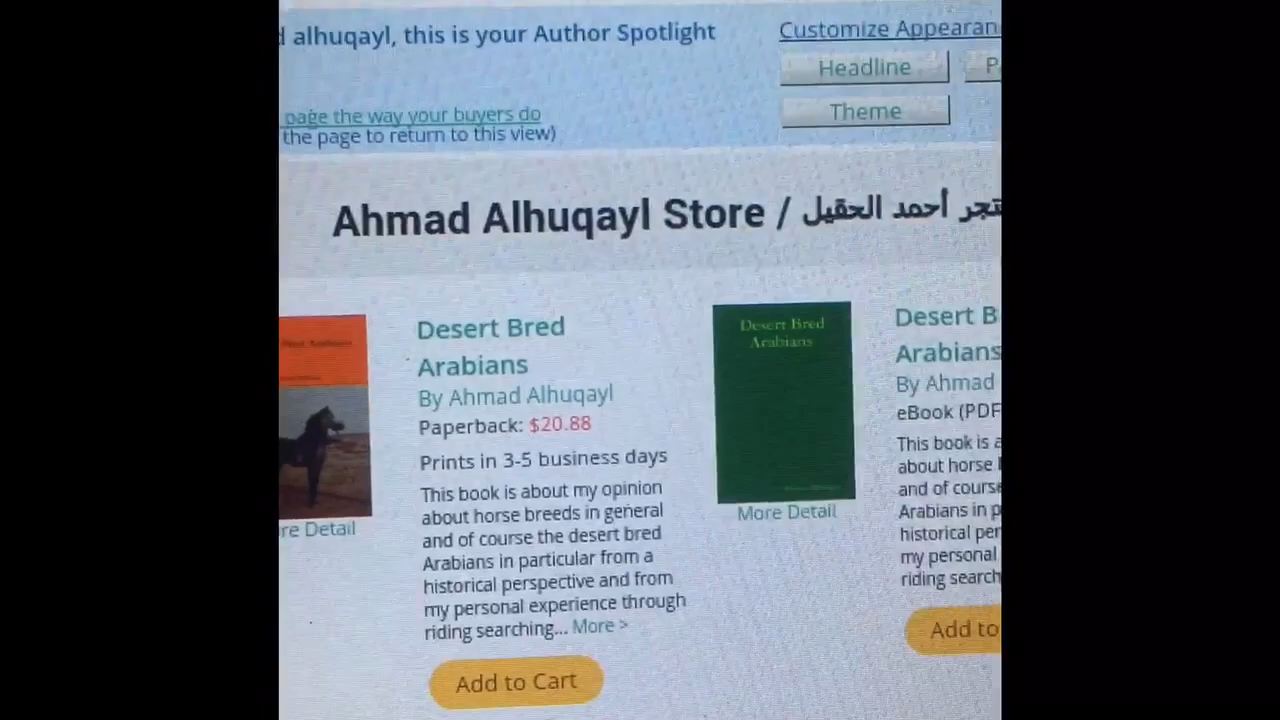 alhuqayl, this is your Author Spotlight
Customize
Headline
Theme
page the way your buyers do
the page to return to this view)
Ahmad Alhuqayl Store / أحمد الحقيل
Desert Bred
Arabians
By Ahmad Alhuqayl
Paperback: $20.88
Prints in 3-5 business days
This book is about my opinion
about horse breeds in general
and of course the desert bred
Arabians in particular from a
historical perspective and from
my personal experience through
riding searching... More >
Add to Cart
Detail
Desert Bred
Arabians
More Detail
Desert
Arabians
By Ahmad
eBook (PDF
This book is
about horse
and of course
Arabians in
historical
my personal
riding
Add to